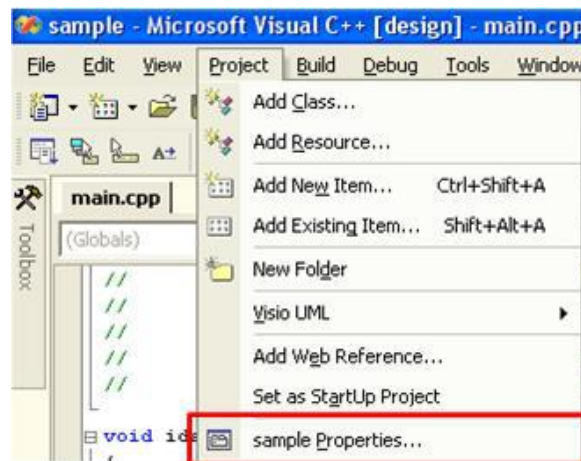 sample - Microsoft Visual C++ [design] - main.cpp
File Edit View Project Build Debug Tools Window
Add Class...
Add Resource...
main.cpp
Add New Item... Ctrl+Shift+A
Toolbox
(Globals)
Add Existing Item... Shift+Alt+A
//
New Folder
//
//
Visio UML
//
Add Web Reference...
//
Set as StartUp Project
void
sample Properties...
{